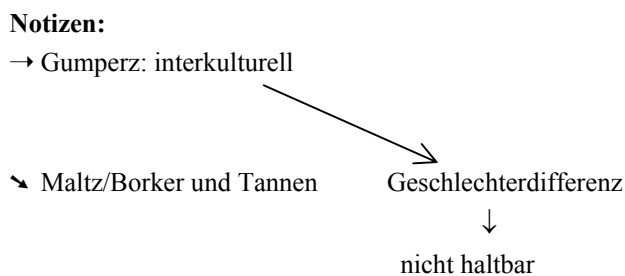 Notizen:
→ Gumperz: interkulturell
➘ Maltz/Borker und Tannen Geschlechterdifferenz
↓
nicht haltbar